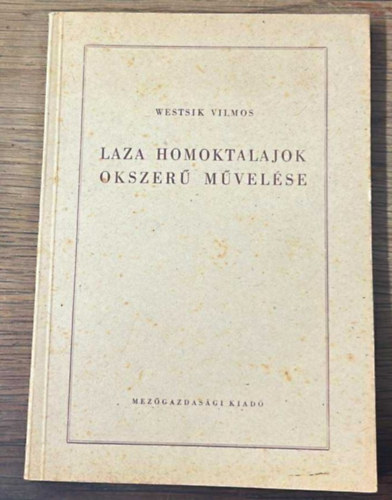 WESTSIK VILMOS
LAZA HOMOKTALAJOK
OKSZERŰ MŰVELÉSE
MEZŐGAZDASÁGI KIADÓ